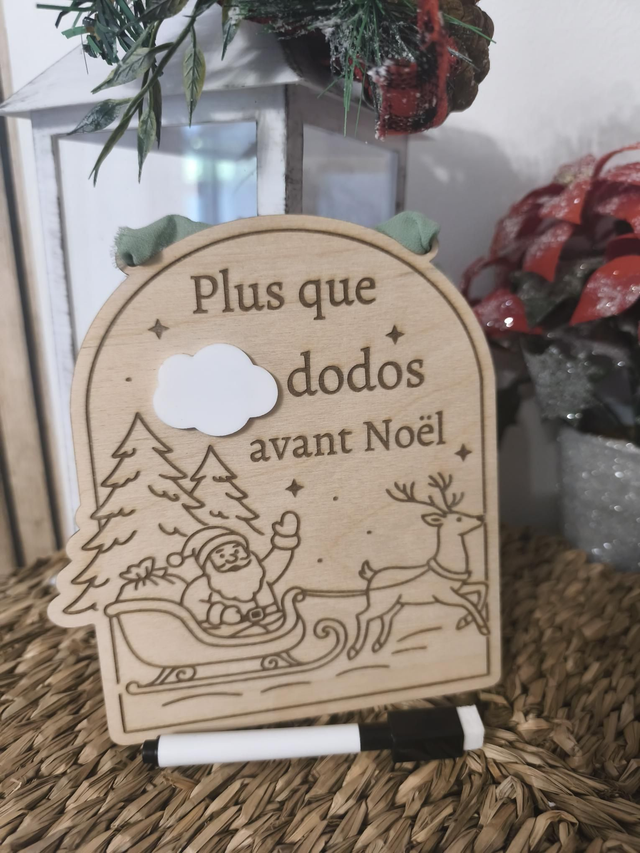 Plus que
dodos
avant Noël